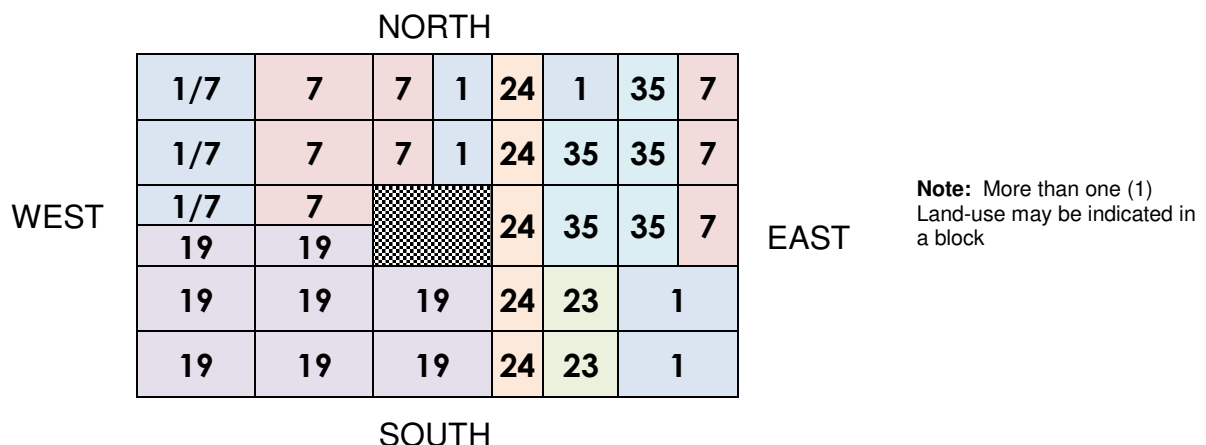 NORTH
1/7 7 7 1 24 1 35 7
1/7 7 7 1 24 35 35 7
WEST
1/7 7
24 35 35 7
19 19
EAST
Note: More than one (1)
Land-use may be indicated in
a block
19 19 19 24 23 1
19 19 19 24 23 1
SOUTH